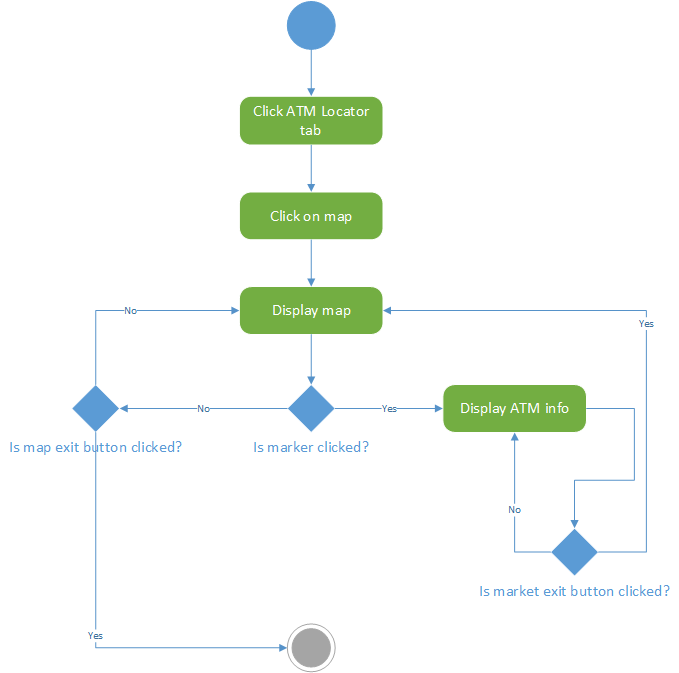 Click ATM Locator
tab
Click on map
No
Display map
Yes
No
Yes
Display ATM info
Is map exit button clicked?
Is marker clicked?
No
Is market exit button clicked?
Yes